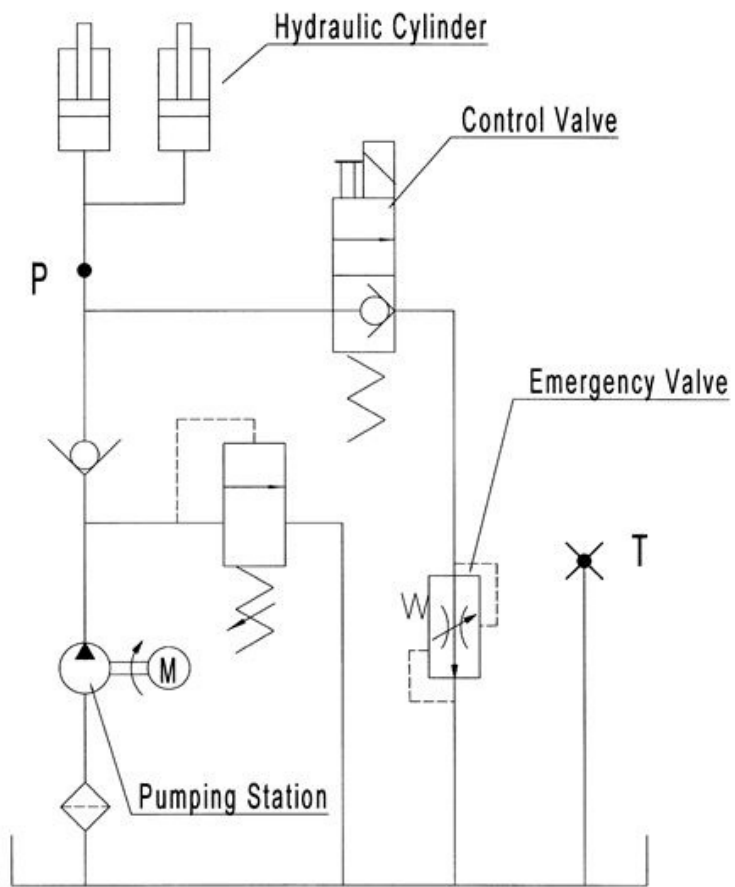 Hydraulic Cylinder
Control Valve
P
Emergency Valve
T
M
Pumping Station